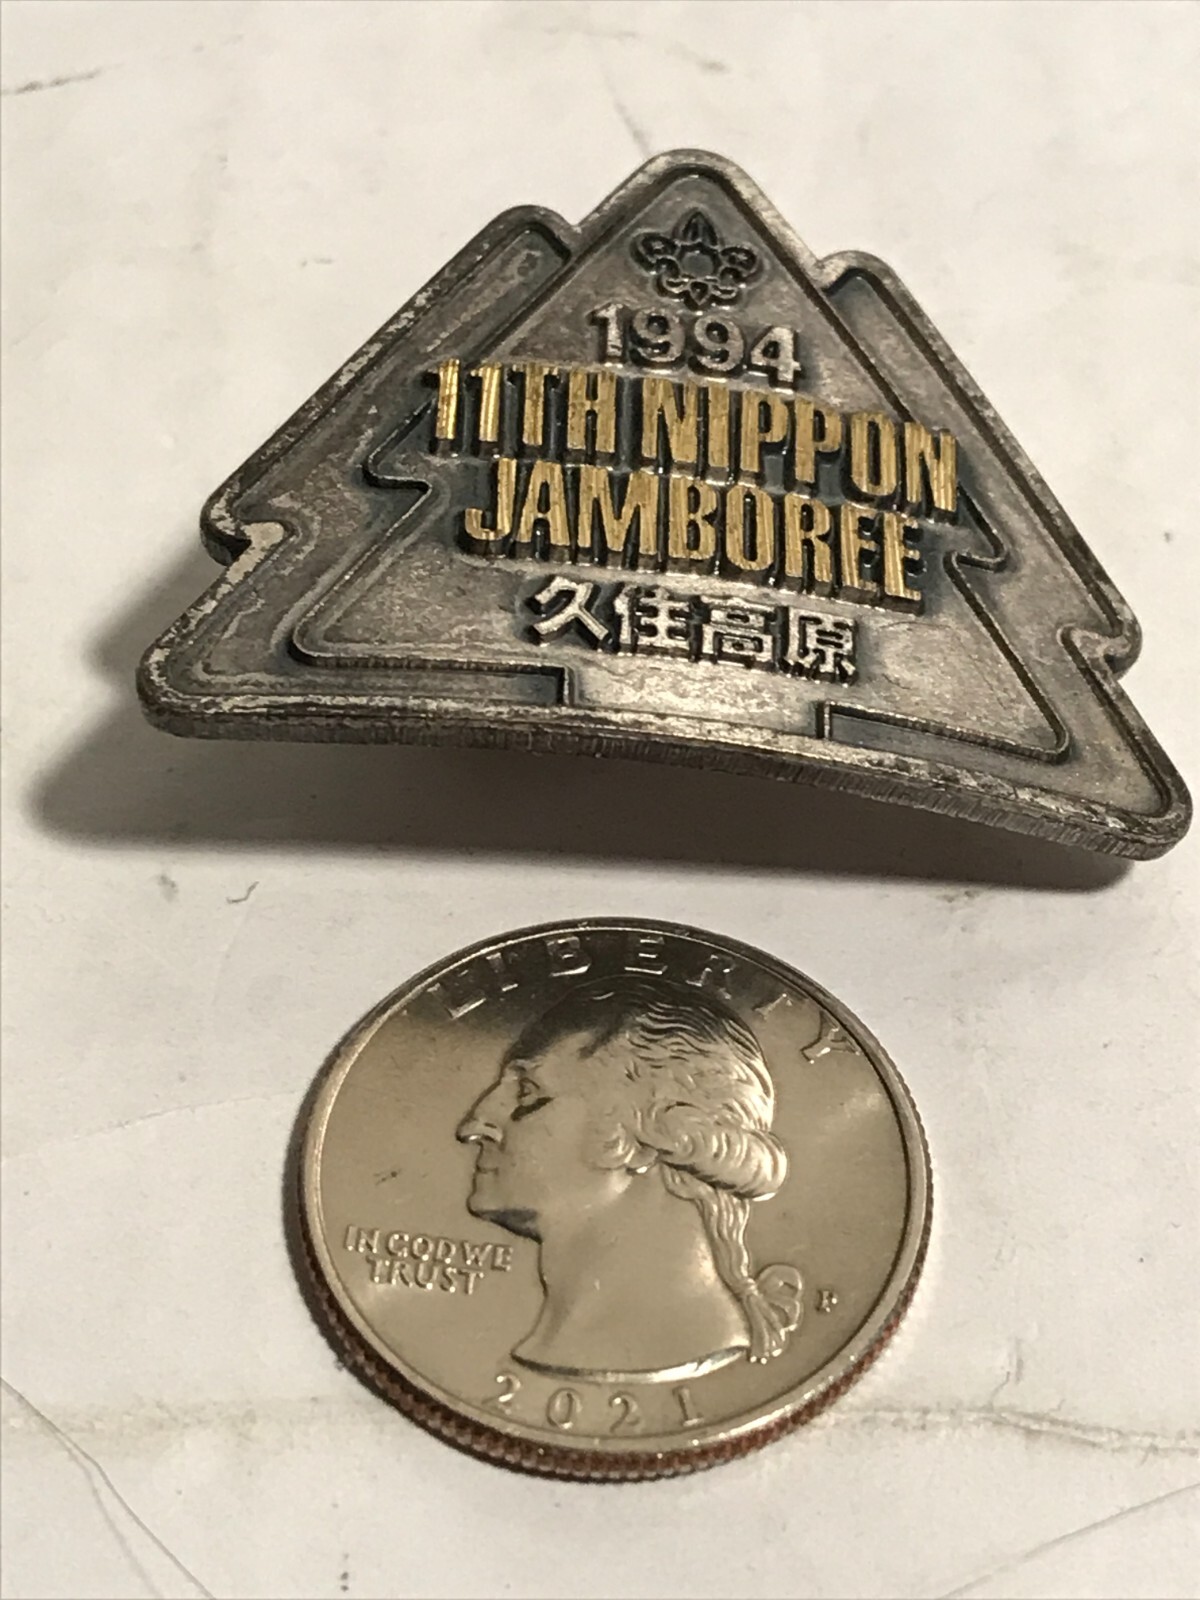 1994
11TH NIPPON
JAMBOREE
久住高原
LIBERTY
IN GOD WE
TRUST
P
2021